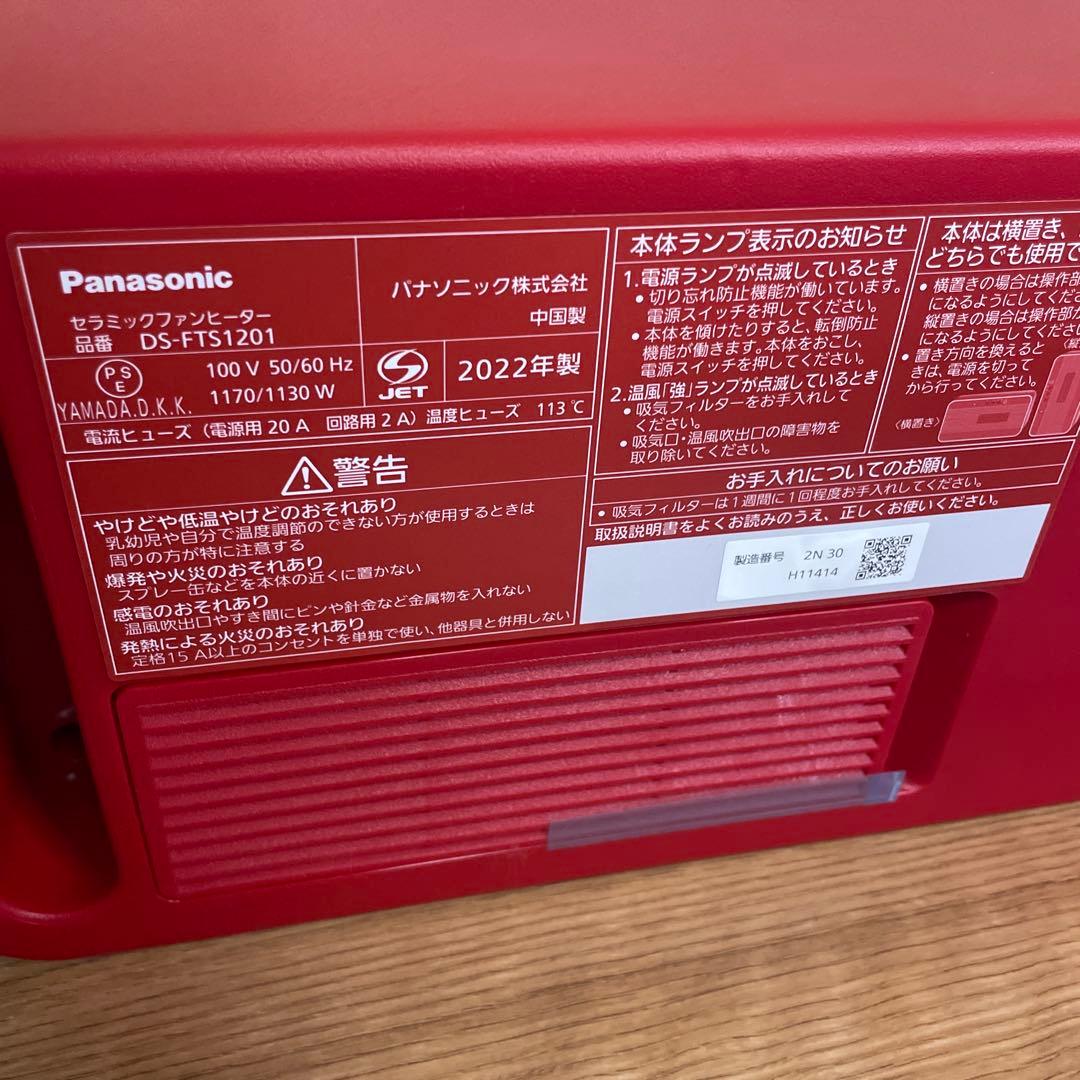 Panasonic
パナソニック株式会社
中国製
セラミックファンヒーター
品番 DS-FTS1201
PSE
YAMADA.D.K.K.
100 V 50/60 Hz
1170/1130 W
JET
2022年製
電流ヒューズ（電源用20 A 回路用2 A）温度ヒューズ 113℃
警告
やけどや低温やけどのおそれあり
乳幼児や自分で温度調節のできない方が使用するときは
周りの方が特に注意する
爆発や火災のおそれあり
スプレー缶などを本体の近くに置かない
感電のおそれあり
温風吹出口やすき間にピンや針金など金属物を入れない
発熱による火災のおそれあり
定格15 A以上のコンセントを単独で使い、他器具と併用しない
本体ランプ表示のお知らせ
1.電源ランプが点滅しているとき
• 切り忘れ防止機能が働いています。
電源スイッチを押してください。
• 本体を傾けたりすると、転倒防止
機能が働きます。本体をおこし、
電源スイッチを押してください。
2.温風「強」ランプが点滅しているとき
• 吸気フィルターをお手入れして
ください。
• 吸気口・温風吹出口の障害物を
取り除いてください。
本体は横置き、
どちらでも使用で
• 横置きの場合は操作部
になるようにしてくださ
縦置きの場合は操作部が
になるようにしてください
• 置き方向を換えると
きは、電源を切って
から行ってください。
〈横置き〉
〈縦
お手入れについてのお願い
• 吸気フィルターは1週間に1回程度お手入れしてください。
取扱説明書をよくお読みのうえ、正しくお使いください。
製造番号 2N 30
H11414